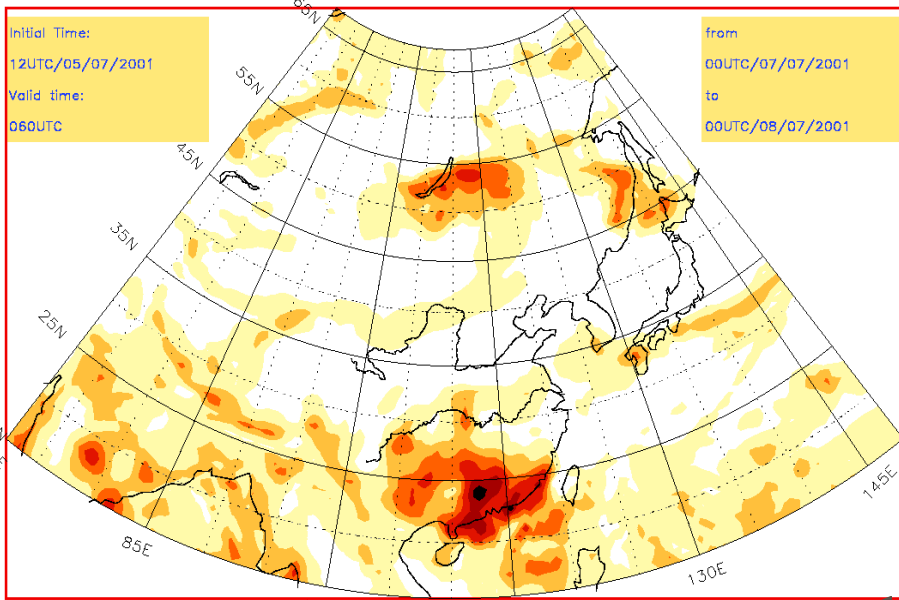 Initial Time:
12UTC/05/07/2001
Valid time:
060UTC
from
00UTC/07/07/2001
to
00UTC/08/07/2001
65N
55N
45N
35N
25N
85E
130E
145E